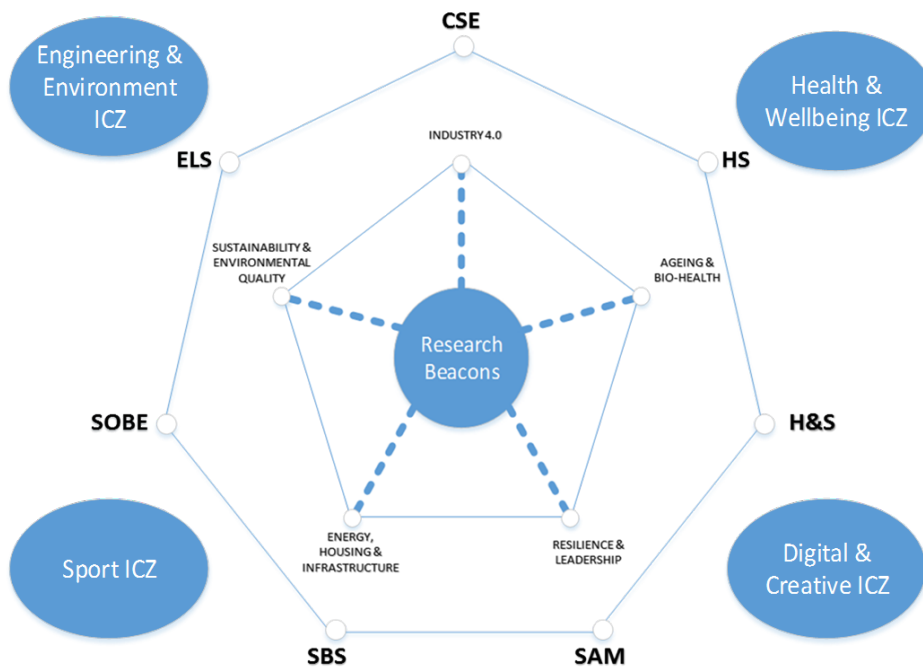 CSE
Engineering &
Environment
ICZ
Health &
Wellbeing ICZ
INDUSTRY 4.0
ELS
HS
SUSTAINABILITY &
ENVIRONMENTAL
QUALITY
AGEING &
BIO-HEALTH
Research
Beacons
SOBE
H&S
ENERGY,
HOUSING &
INFRASTRUCTURE
RESILIENCE &
LEADERSHIP
Sport ICZ
Digital &
Creative ICZ
SBS
SAM